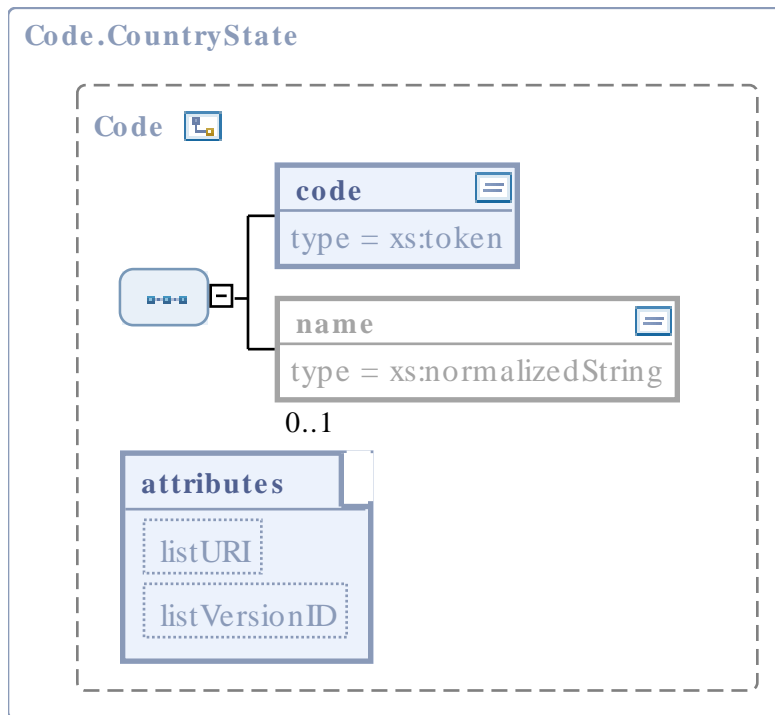 Code.CountryState
Code
code
type = xs:token
name
type = xs:normalizedString
0..1
attributes
listURI
listVersionID